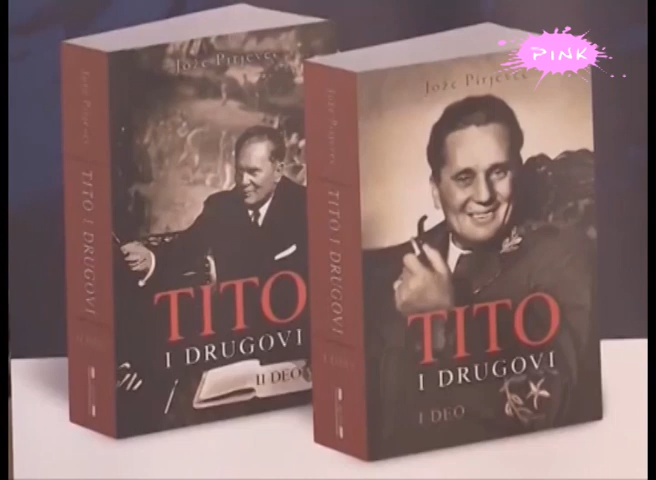 PINK
Jože Pirjevec
TITO
I DRUGOVI
II DEO
TITO I DRUGOVI
Jože Pirjevec
TITO
I DRUGOVI
I DEO
TITO I DRUGOVI